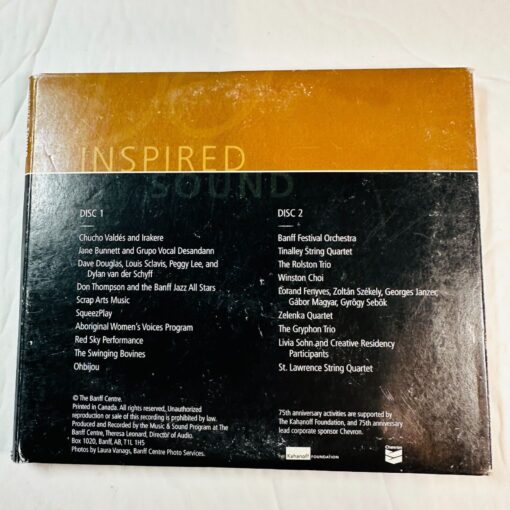 INSPIRED
SOUND
DISC 1
Chucho Valdés and Irakere
Jane Bunnett and Grupo Vocal Desandann
Dave Douglas, Louis Sclavis, Peggy Lee, and
Dylan van der Schyff
Don Thompson and the Banff Jazz All Stars
Scrap Arts Music
SqueezPlay
Aboriginal Women's Voices Program
Red Sky Performance
The Swinging Bovines
Ohbijou
DISC 2
Banff Festival Orchestra
Tinalley String Quartet
The Rolston Trio
Winston Choi
Lorand Fenyves, Zoltán Székely, Georges Janzer,
Gábor Magyar, Gyrögy Sebők
Zelenka Quartet
The Gryphon Trio
Livia Sohn and Creative Residency
Participants
St. Lawrence String Quartet
© The Banff Centre.
Printed in Canada. All rights reserved, Unauthorized
reproduction or sale of this recording is prohibited by law.
Produced and Recorded by the Music & Sound Program at The
Banff Centre, Theresa Leonard, Director of Audio.
Box 1020, Banff, AB, T1L 1H5
Photos by Laura Vanags, Banff Centre Photo Services.
75th anniversary activities are supported by
The Kahanoff Foundation, and 75th anniversary
lead corporate sponsor Chevron.
Kahanoff FOUNDATION
Chevron